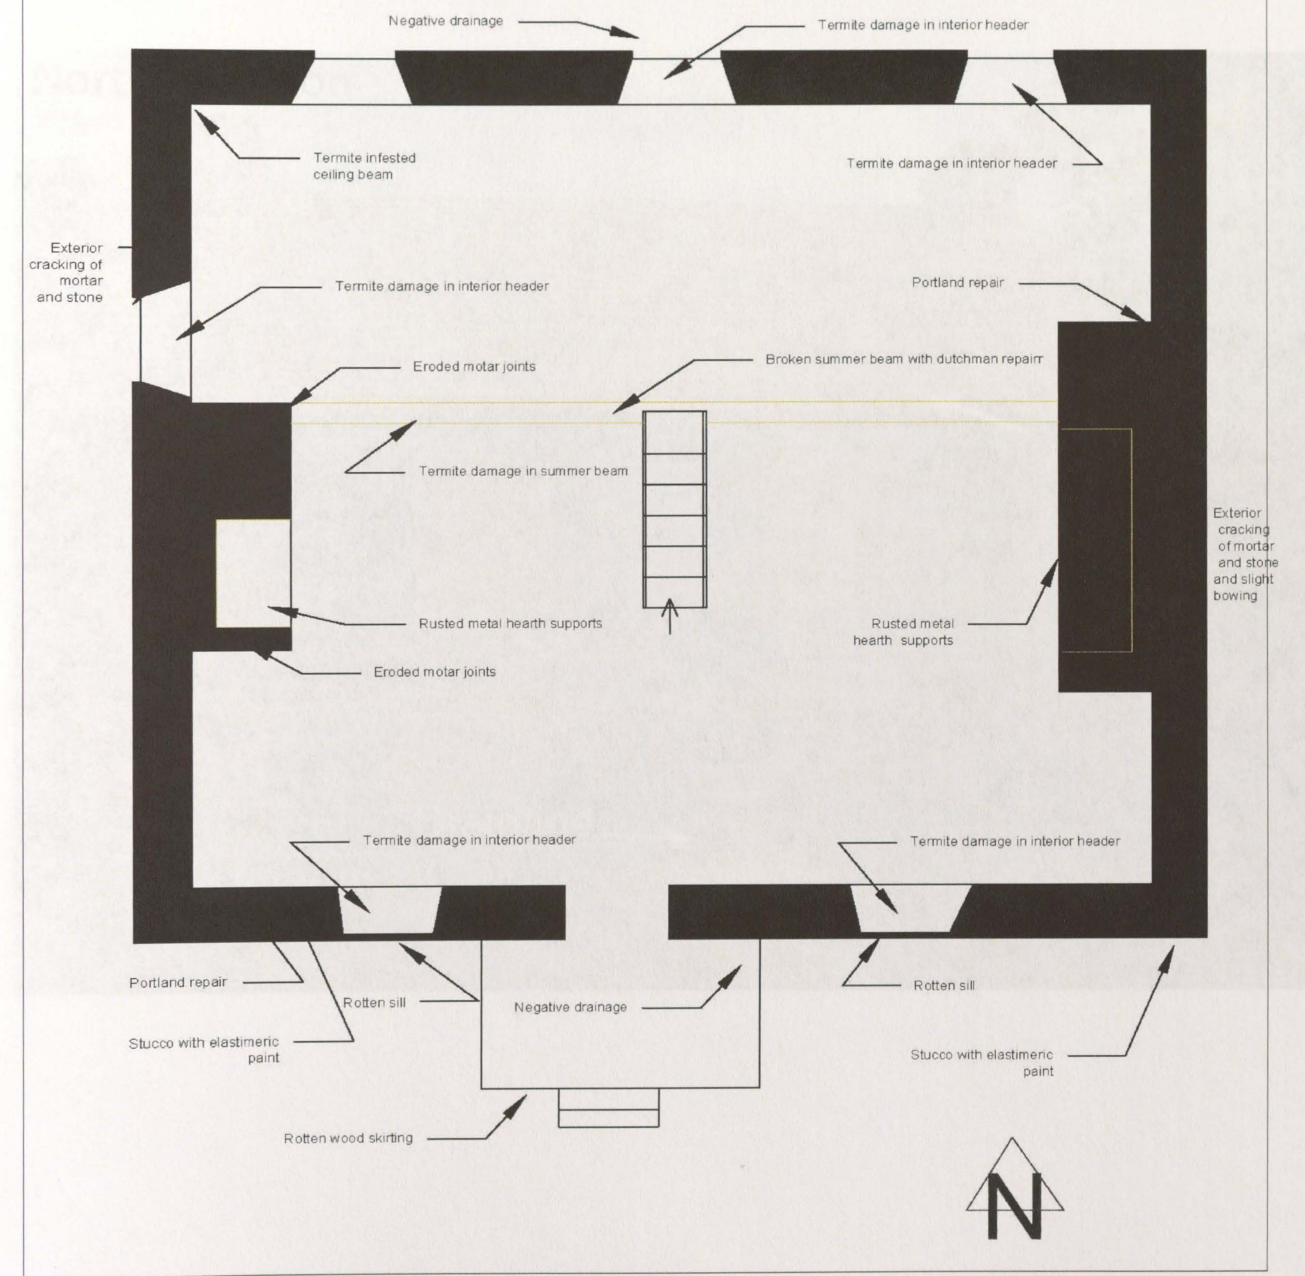 Negative drainage
Termite damage in interior header
Termite infested
ceiling beam
Termite damage in interior header
Exterior
cracking of
mortar
and stone
Termite damage in interior header
Portland repair
Eroded motar joints
Broken summer beam with dutchman repairr
Termite damage in summer beam
Exterior
cracking
of mortar
and stone
and slight
bowing
Rusted metal hearth supports
Rusted metal
hearth supports
Eroded motar joints
Termite damage in interior header
Termite damage in interior header
Portland repair
Rotten sill
Negative drainage
Rotten sill
Stucco with elastimeric
paint
Stucco with elastimeric
paint
Rotten wood skirting
N